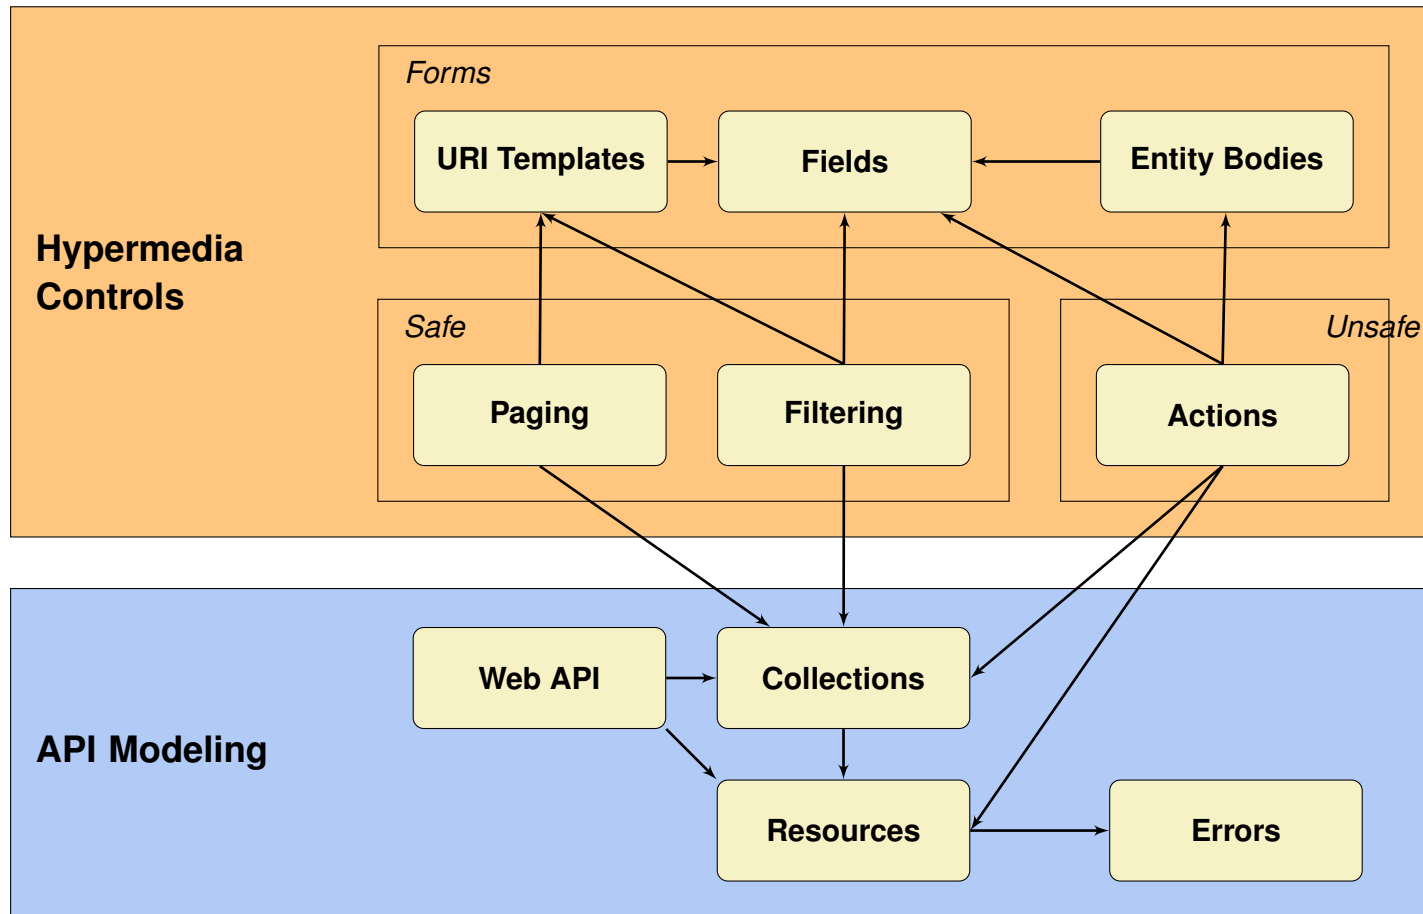 Forms
URI Templates
Fields
Entity Bodies
Hypermedia
Controls
Safe
Unsafe
Paging
Filtering
Actions
Web API
Collections
API Modeling
Resources
Errors